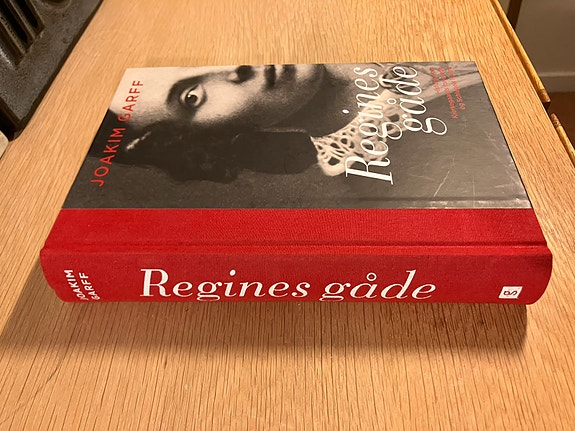 JOAKIM GARFF
Regines
gåde
JOAKIM
GARFF
Regines gåde